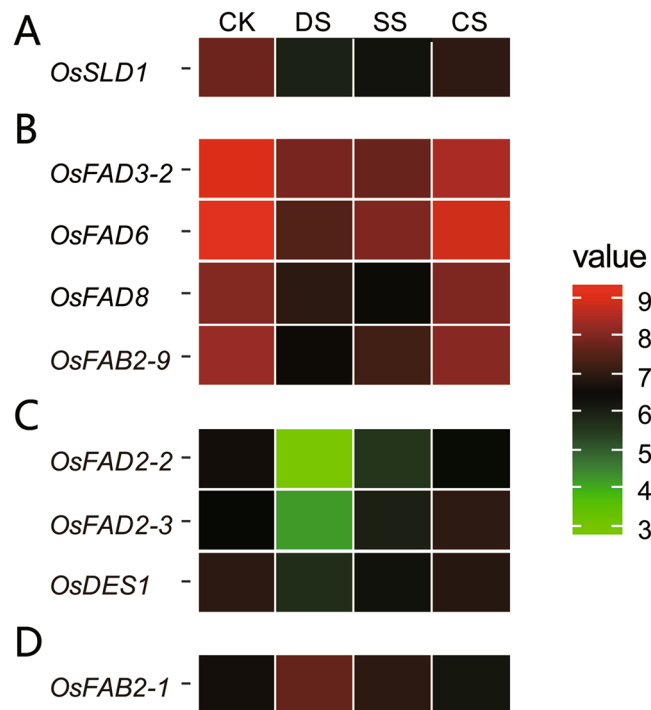 A
CK DS SS CS
OsSLD1
B
OsFAD3-2
OsFAD6
OsFAD8
OsFAB2-9
value
9
8
7
6
5
4
3
C
OsFAD2-2
OsFAD2-3
OsDES1
D
OsFAB2-1